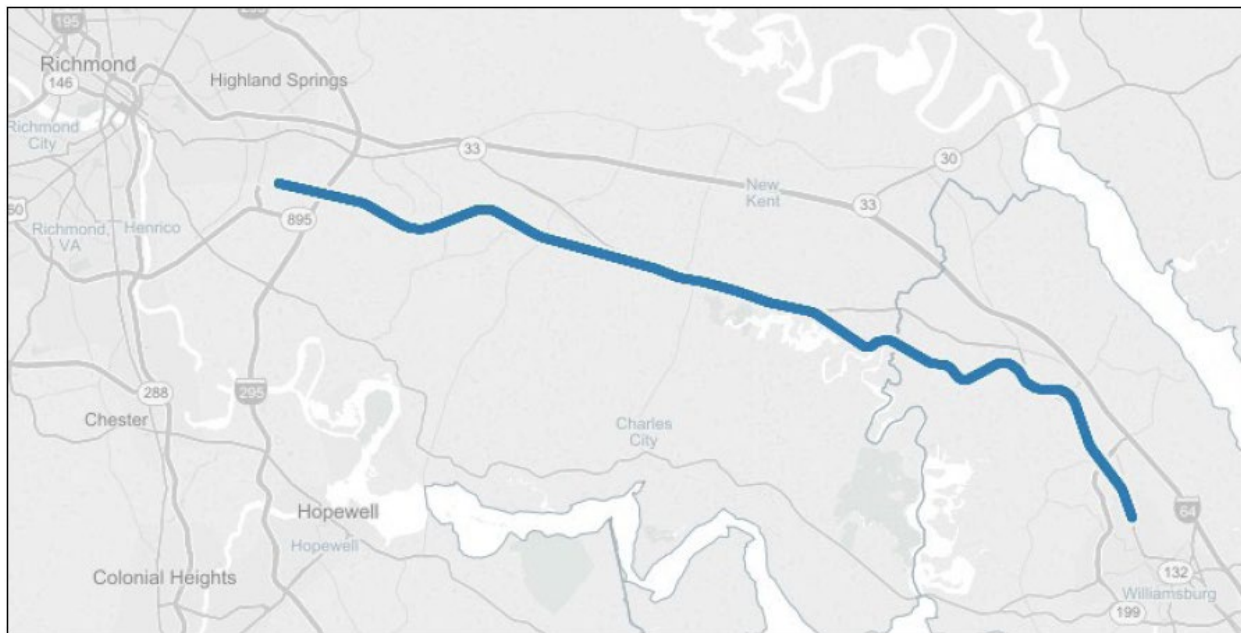 195
Richmond
146
Highland Springs
Richmond
City
33
30
New
Kent
33
895
Richmond,
VA
Henrico
288
295
Chester
Charles
City
Hopewell
Hopewell
64
Colonial Heights
132
Williamsburg
199